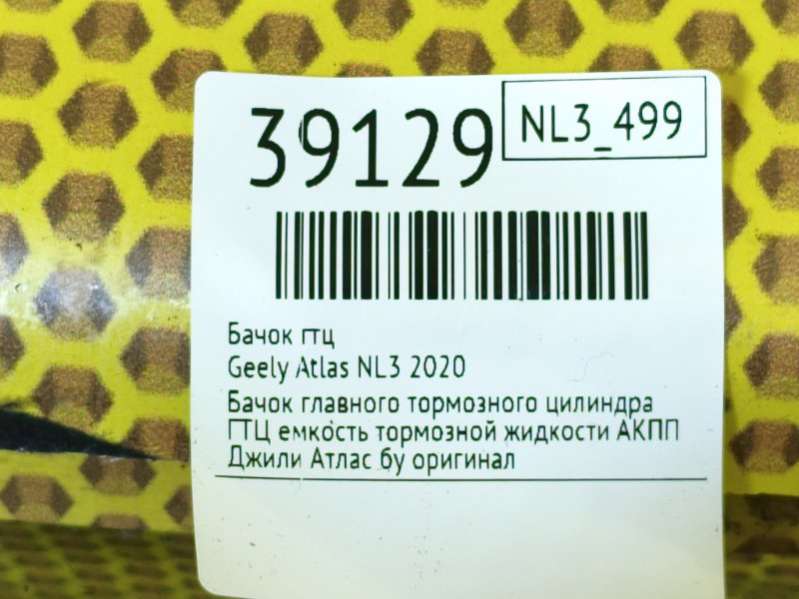 39129
NL3_499
Бачок гтц
Geely Atlas NL3 2020
Бачок главного тормозного цилиндра
ГТЦ емкость тормозной жидкости АКПП
Джили Атлас бу оригинал